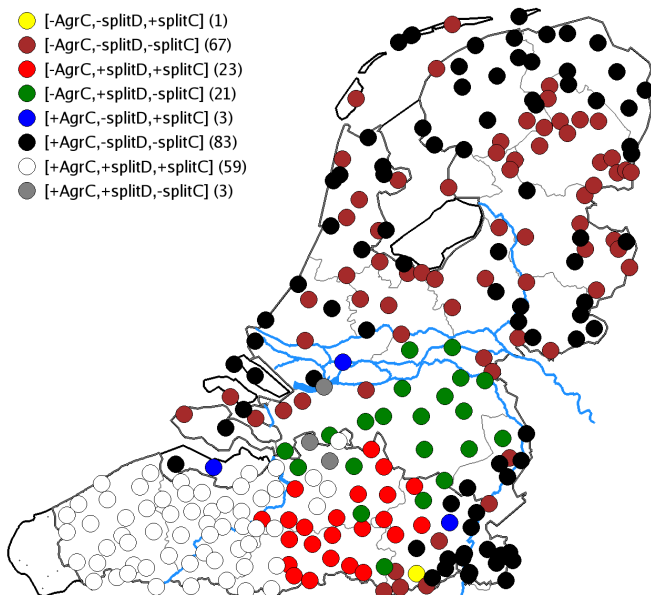 [-AgrC,-splitD,+splitC] (1)
[-AgrC,-splitD,-splitC] (67)
[-AgrC,+splitD,+splitC] (23)
[-AgrC,+splitD,-splitC] (21)
[+AgrC,-splitD,+splitC] (3)
[+AgrC,-splitD,-splitC] (83)
[+AgrC,+splitD,+splitC] (59)
[+AgrC,+splitD,-splitC] (3)